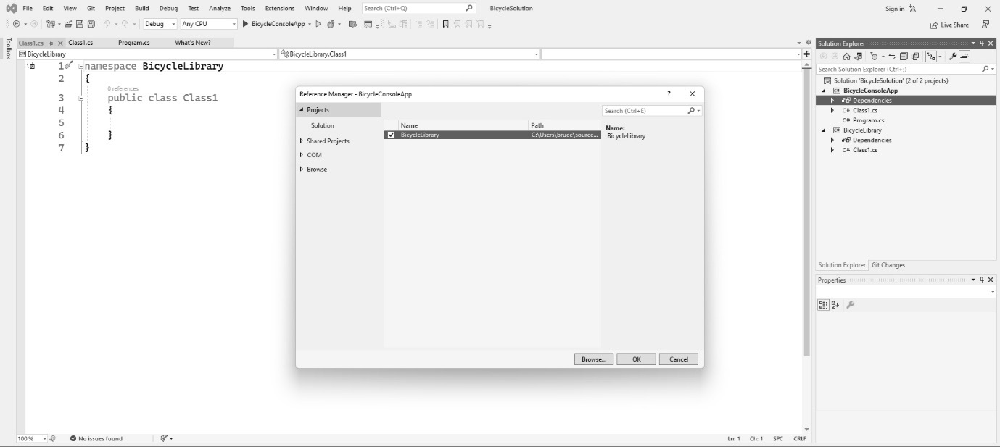 File Edit View Git Project Build Debug Test Analyze Tools Extensions Window Help Search (Ctrl+Q) BicycleSolution Sign in
Debug Any CPU BicycleConsoleApp Live Share
Toolbox
Class1.cs Class1.cs Program.cs What's New?
BicycleLibrary BicycleLibrary.Class1
1 namespace BicycleLibrary
2 {
0 references
3 public class Class1
4 {
5
6 }
7 }
Reference Manager - BicycleConsoleApp ?
Projects
Solution
Shared Projects
COM
Browse
Search (Ctrl+E)
Name Path
BicycleLibrary C:\Users\bruce\source...
Name:
BicycleLibrary
Browse... OK Cancel
Solution Explorer
Search Solution Explorer (Ctrl+;)
Solution 'BicycleSolution' (2 of 2 projects)
BicycleConsoleApp
Dependencies
C# Class1.cs
C# Program.cs
BicycleLibrary
Dependencies
C# Class1.cs
Solution Explorer Git Changes
Properties
100 % No issues found Ln: 1 Ch: 1 SPC CRLF